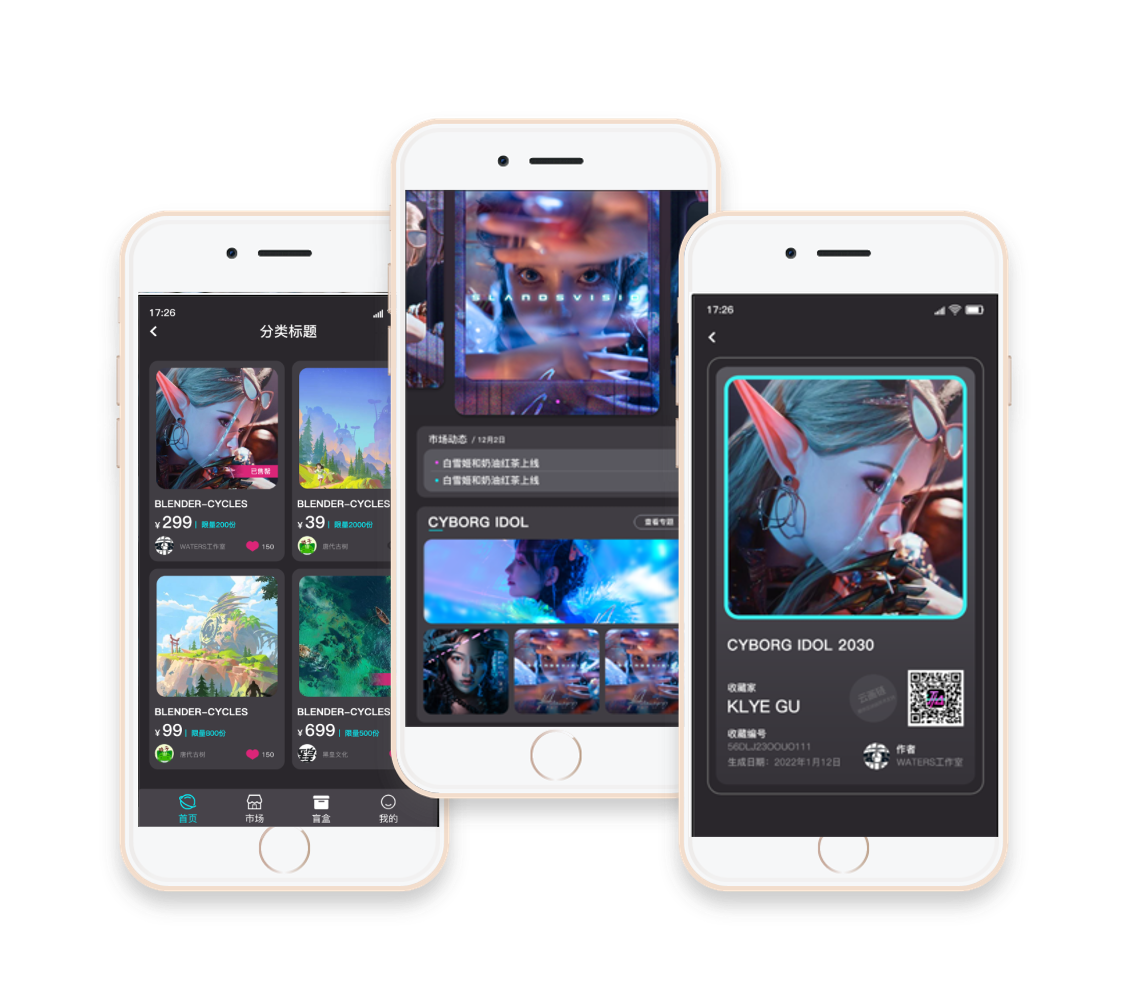 17:26
分类标题
已售罄
BLENDER-CYCLES
¥299 | 限量200份
WATERS工作室
150
BLENDER-CYCLES
¥39 | 限量2000份
唐代古树
BLENDER-CYCLES
¥99 | 限量800份
唐代古树
150
BLENDER-CYCLES
¥699 | 限量500份
首页
市场
盲盒
我的
SLANDSVISIO
市场动态 / 12月2日
白雪姬和奶油红茶上线
白雪姬和奶油红茶上线
CYBORG IDOL
查看专题
17:26
CYBORG IDOL 2030
收藏家
KLYE GU
收藏编号
56DLJ23OOUO111
生成日期：2022年1月12日
作者
WATERS工作室